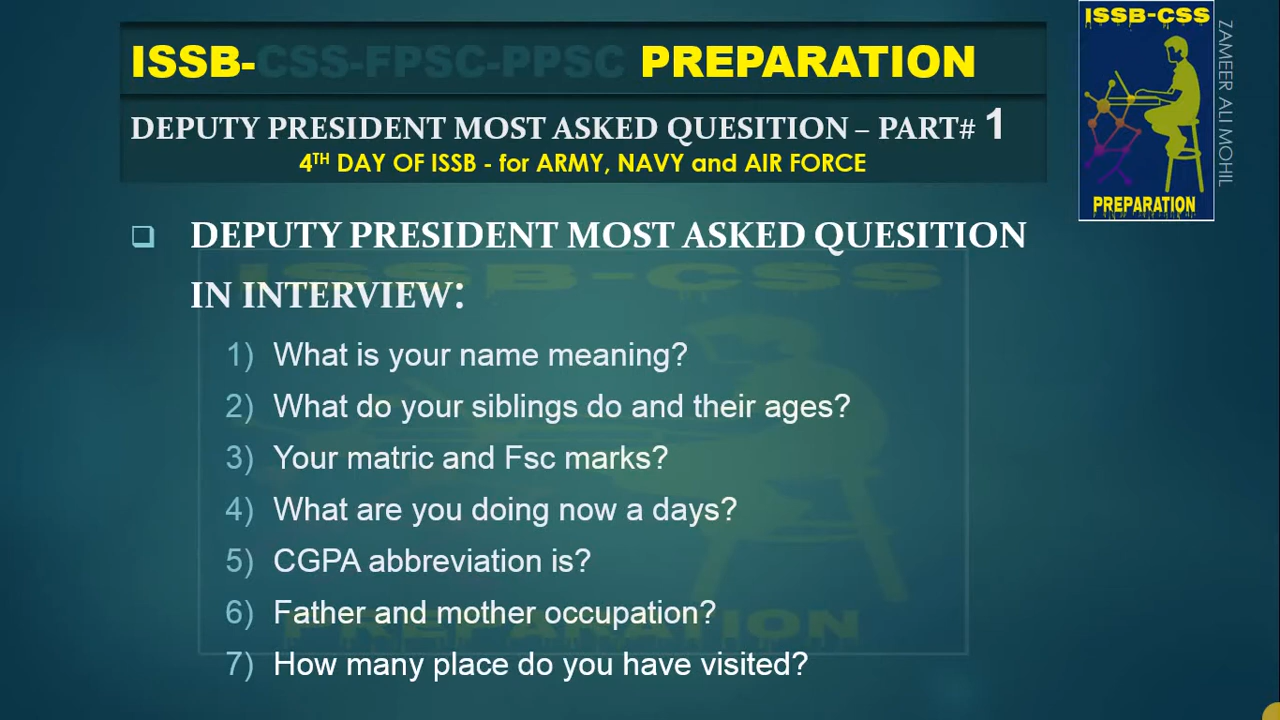 ISSB-CSS-FPSC-PPSC PREPARATION
DEPUTY PRESIDENT MOST ASKED QUESITION – PART# 1
4TH DAY OF ISSB - for ARMY, NAVY and AIR FORCE
ISSB-CSS
PREPARATION
ZAMEER ALI MOHIL
DEPUTY PRESIDENT MOST ASKED QUESITION
IN INTERVIEW:
1) What is your name meaning?
2) What do your siblings do and their ages?
3) Your matric and Fsc marks?
4) What are you doing now a days?
5) CGPA abbreviation is?
6) Father and mother occupation?
7) How many place do you have visited?
ISSB-CSS
PREPARATION